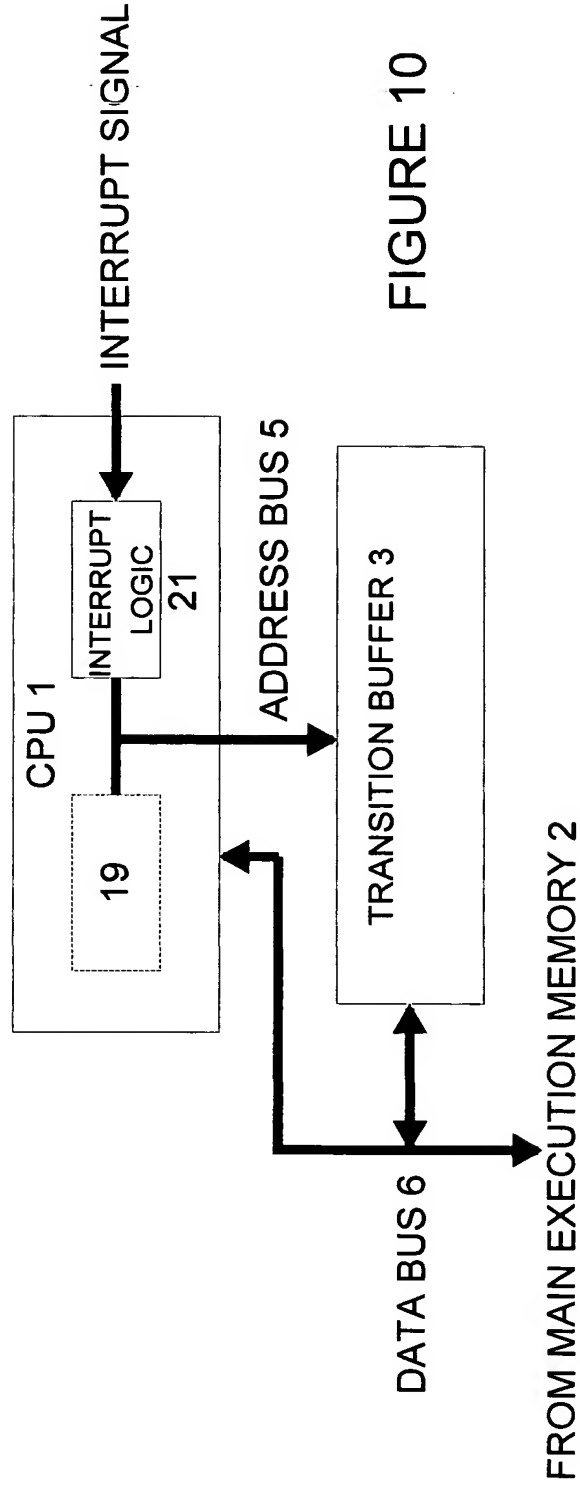 CPU 1
19
INTERRUPT
LOGIC
21
INTERRUPT SIGNAL
ADDRESS BUS 5
TRANSITION BUFFER 3
DATA BUS 6
FROM MAIN EXECUTION MEMORY 2
FIGURE 10